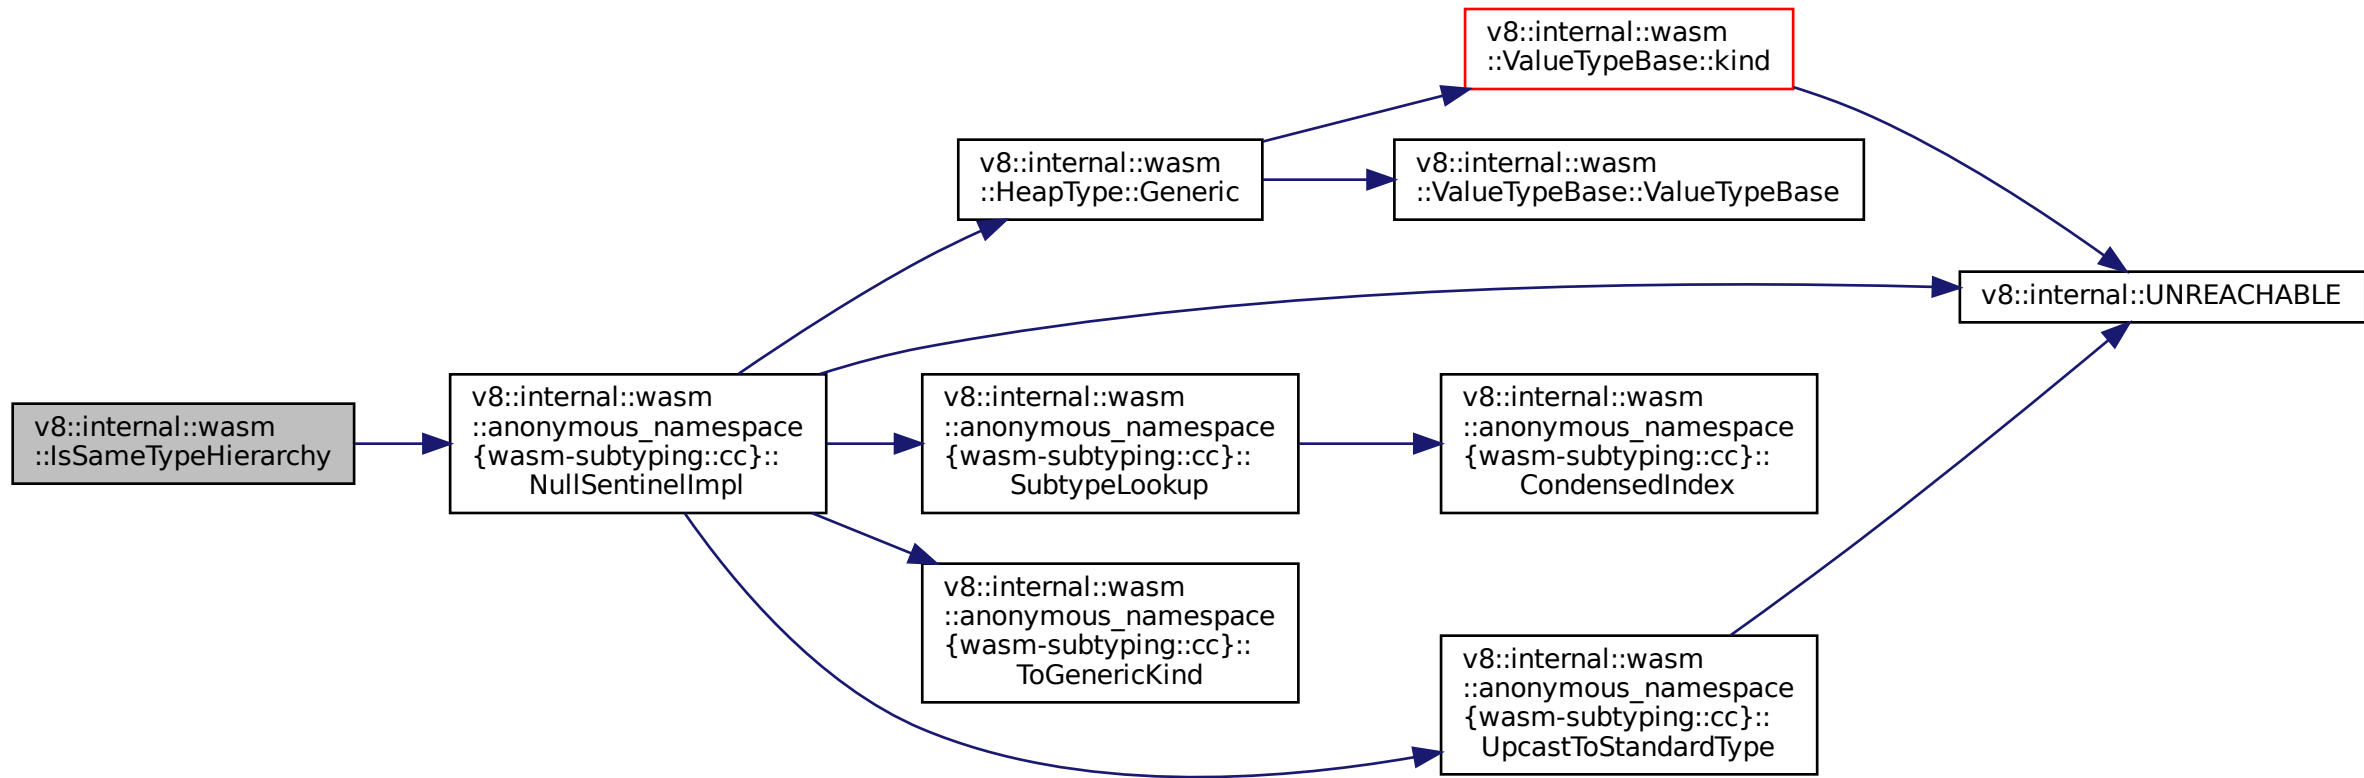 v8::internal::wasm
::IsSameTypeHierarchy
v8::internal::wasm
::anonymous_namespace
{wasm-subtyping::cc}::
NullSentinelImpl
v8::internal::wasm
::HeapType::Generic
v8::internal::wasm
::ValueTypeBase::kind
v8::internal::wasm
::ValueTypeBase::ValueTypeBase
v8::internal::UNREACHABLE
v8::internal::wasm
::anonymous_namespace
{wasm-subtyping::cc}::
SubtypeLookup
v8::internal::wasm
::anonymous_namespace
{wasm-subtyping::cc}::
CondensedIndex
v8::internal::wasm
::anonymous_namespace
{wasm-subtyping::cc}::
ToGenericKind
v8::internal::wasm
::anonymous_namespace
{wasm-subtyping::cc}::
UpcastToStandardType